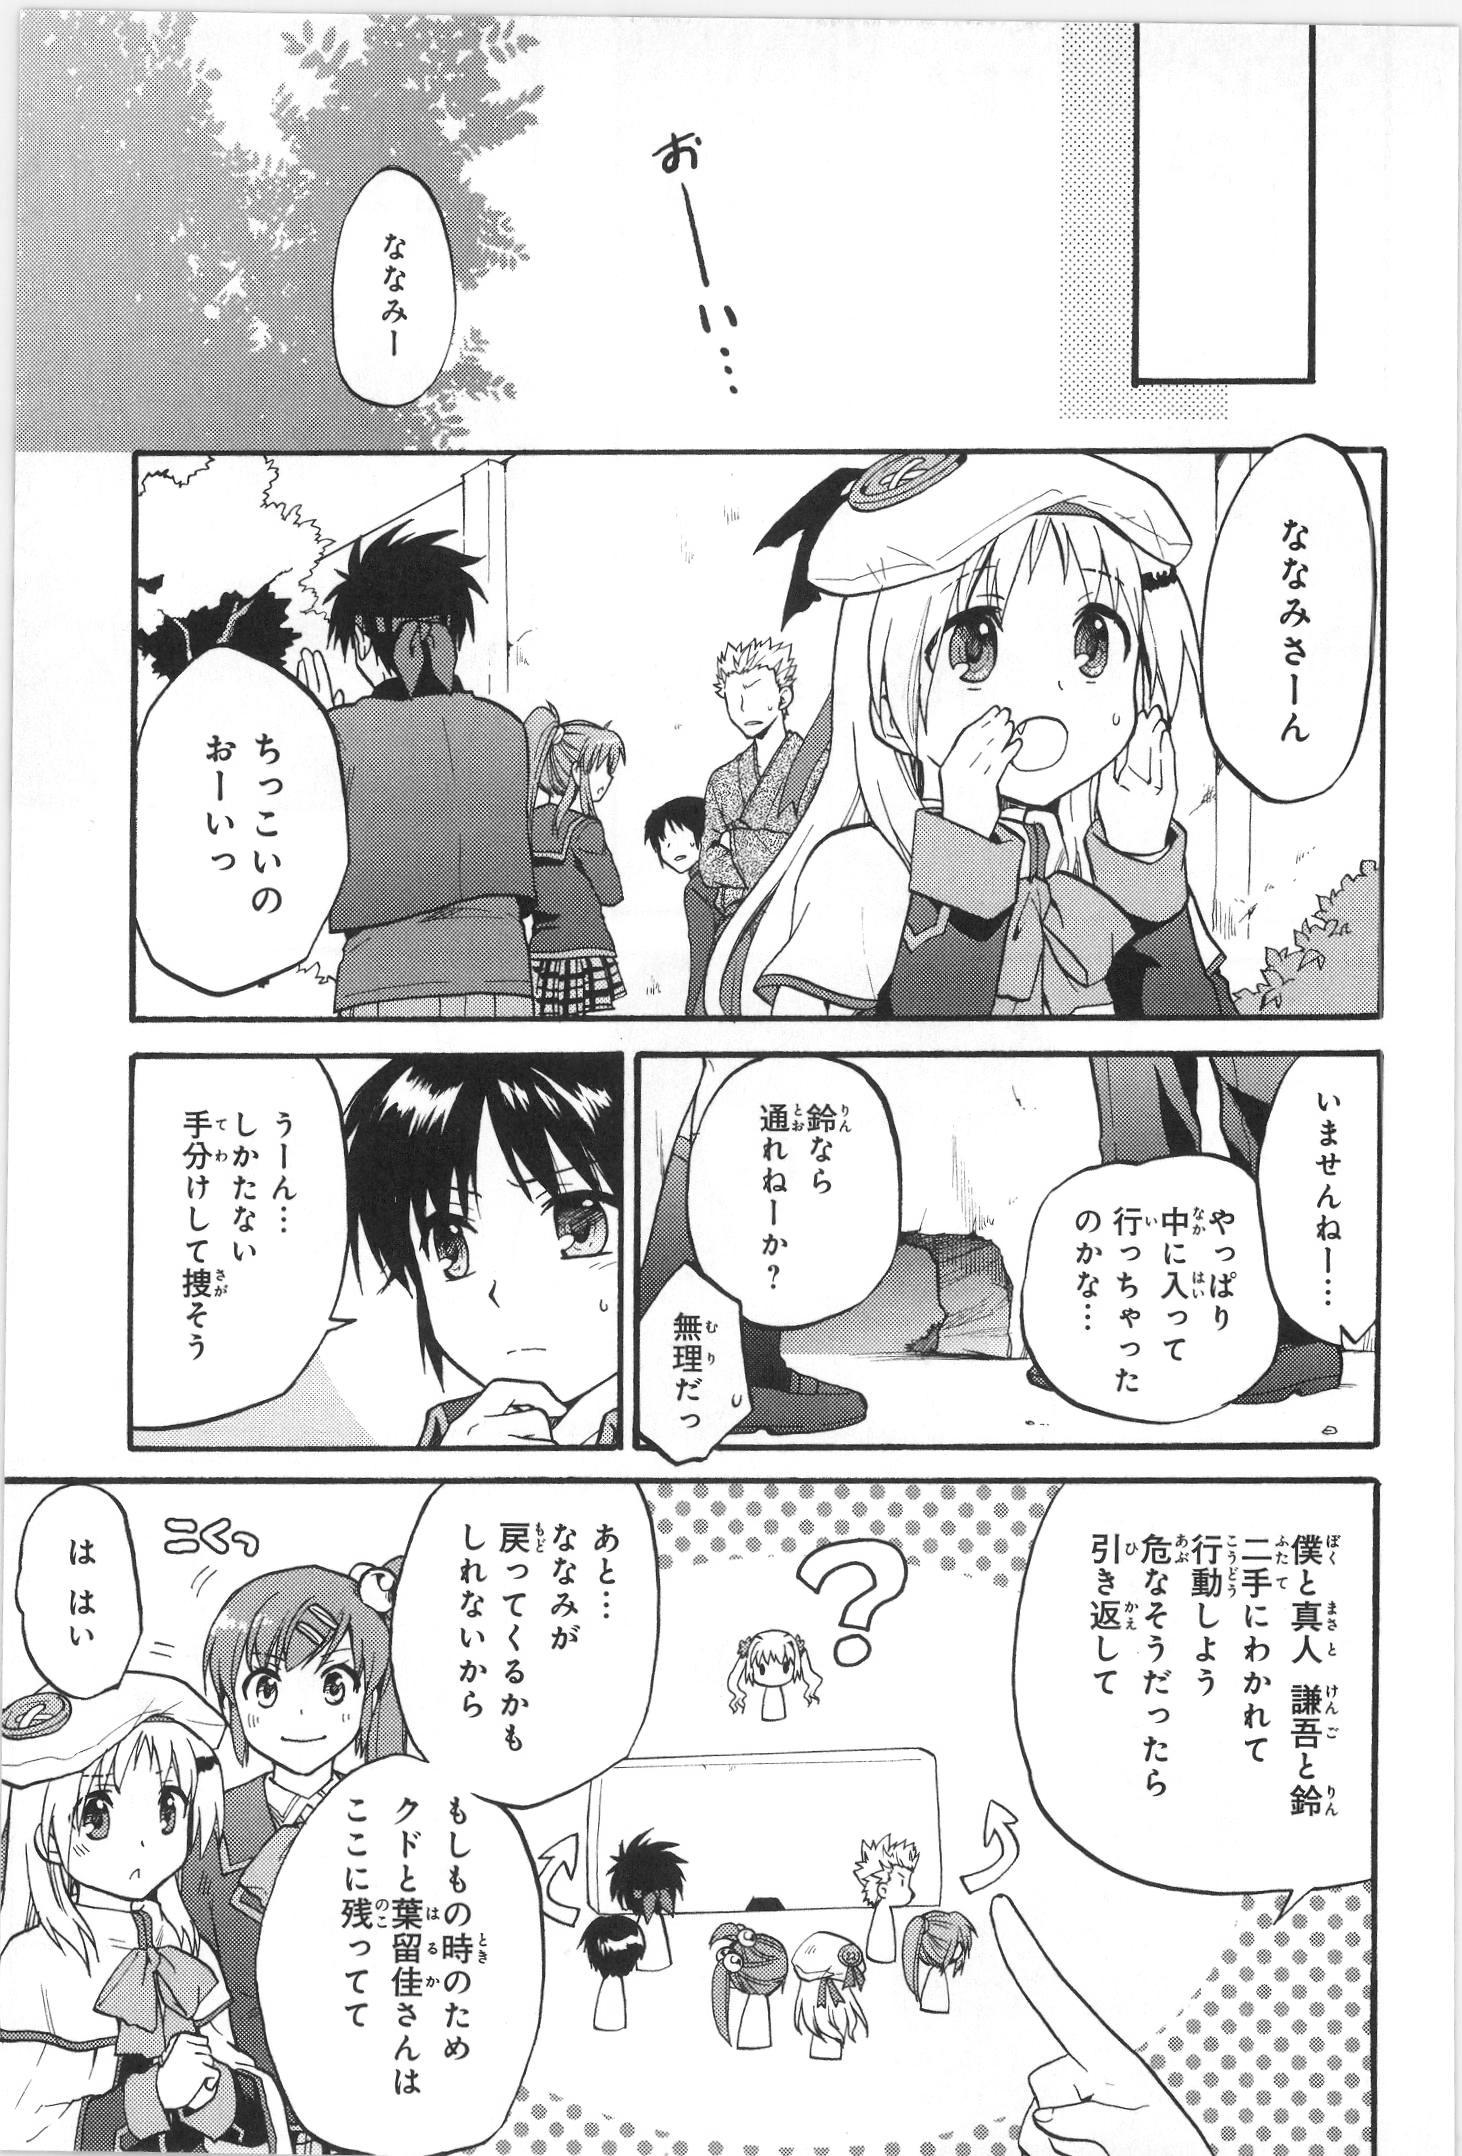 おーい…
ななみー
ななみさーん
ちっこいの
おーいっ
いませんねー…
やっぱり
中に入って
行っちゃった
のかな…
鈴なら
通れねーか?
無理だっ
うーん…
しかたない
手分けして捜そう
僕と真人 謙吾と鈴
二手にわかれて
行動しよう
危なそうだったら
引き返して
?
あと…
ななみが
戻ってくるかも
しれないから
もしもの時のため
クドと葉留佳さんは
ここに残ってて
こくっ
は はい